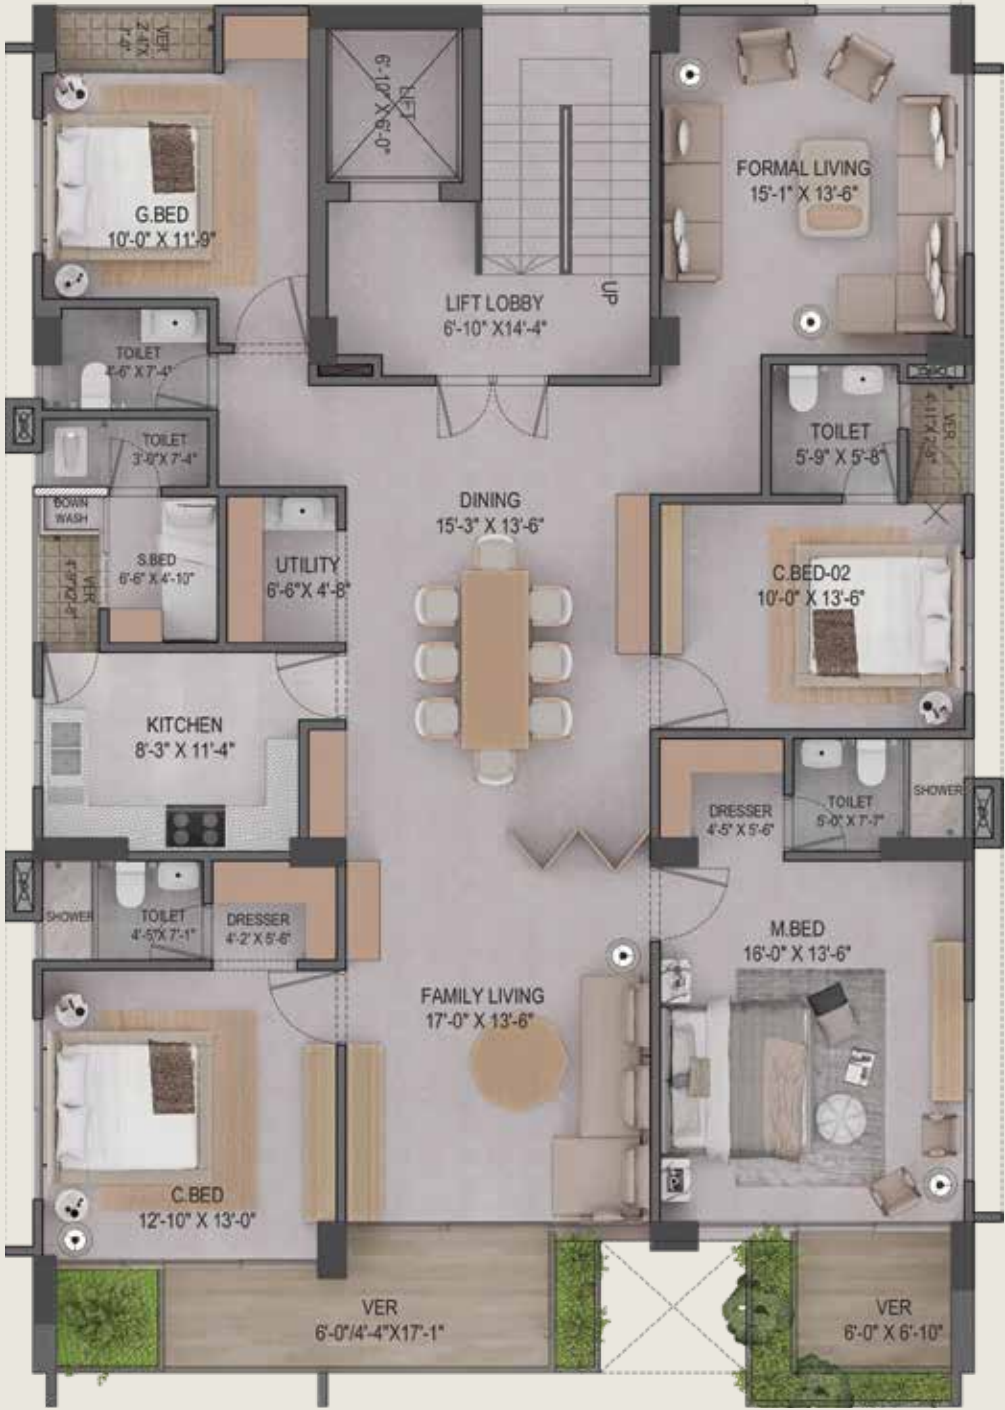 VER
2'-6"X
7'-0"
LIFT
6'-10" X 6'-0"
FORMAL LIVING
15'-1" X 13'-6"
G.BED
10'-0" X 11'-9"
UP
LIFT LOBBY
6'-10" X14'-4"
TOILET
4'-6" X 7'-4"
TOILET
3'-0"X 7'-4"
TOILET
5'-9" X 5'-8"
VER
DINING
15'-3" X 13'-6"
DOWN
WASH
S.BED
6'-6" X 4'-10"
UTILITY
6'-6"X 4'-8"
VER
C.BED-02
10'-0" X 13'-6"
KITCHEN
8'-3" X 11'-4"
DRESSER
4'-5" X 5'-6"
TOILET
5'-0" X 7'-7"
SHOWER
SHOWER
TOILET
4'-5"X 7'-1"
DRESSER
4'-2" X 5'-6"
M.BED
16'-0" X 13'-6"
FAMILY LIVING
17'-0" X 13'-6"
C.BED
12'-10" X 13'-0"
VER
6'-0"/4'-4"X17'-1"
VER
6'-0" X 6'-10"